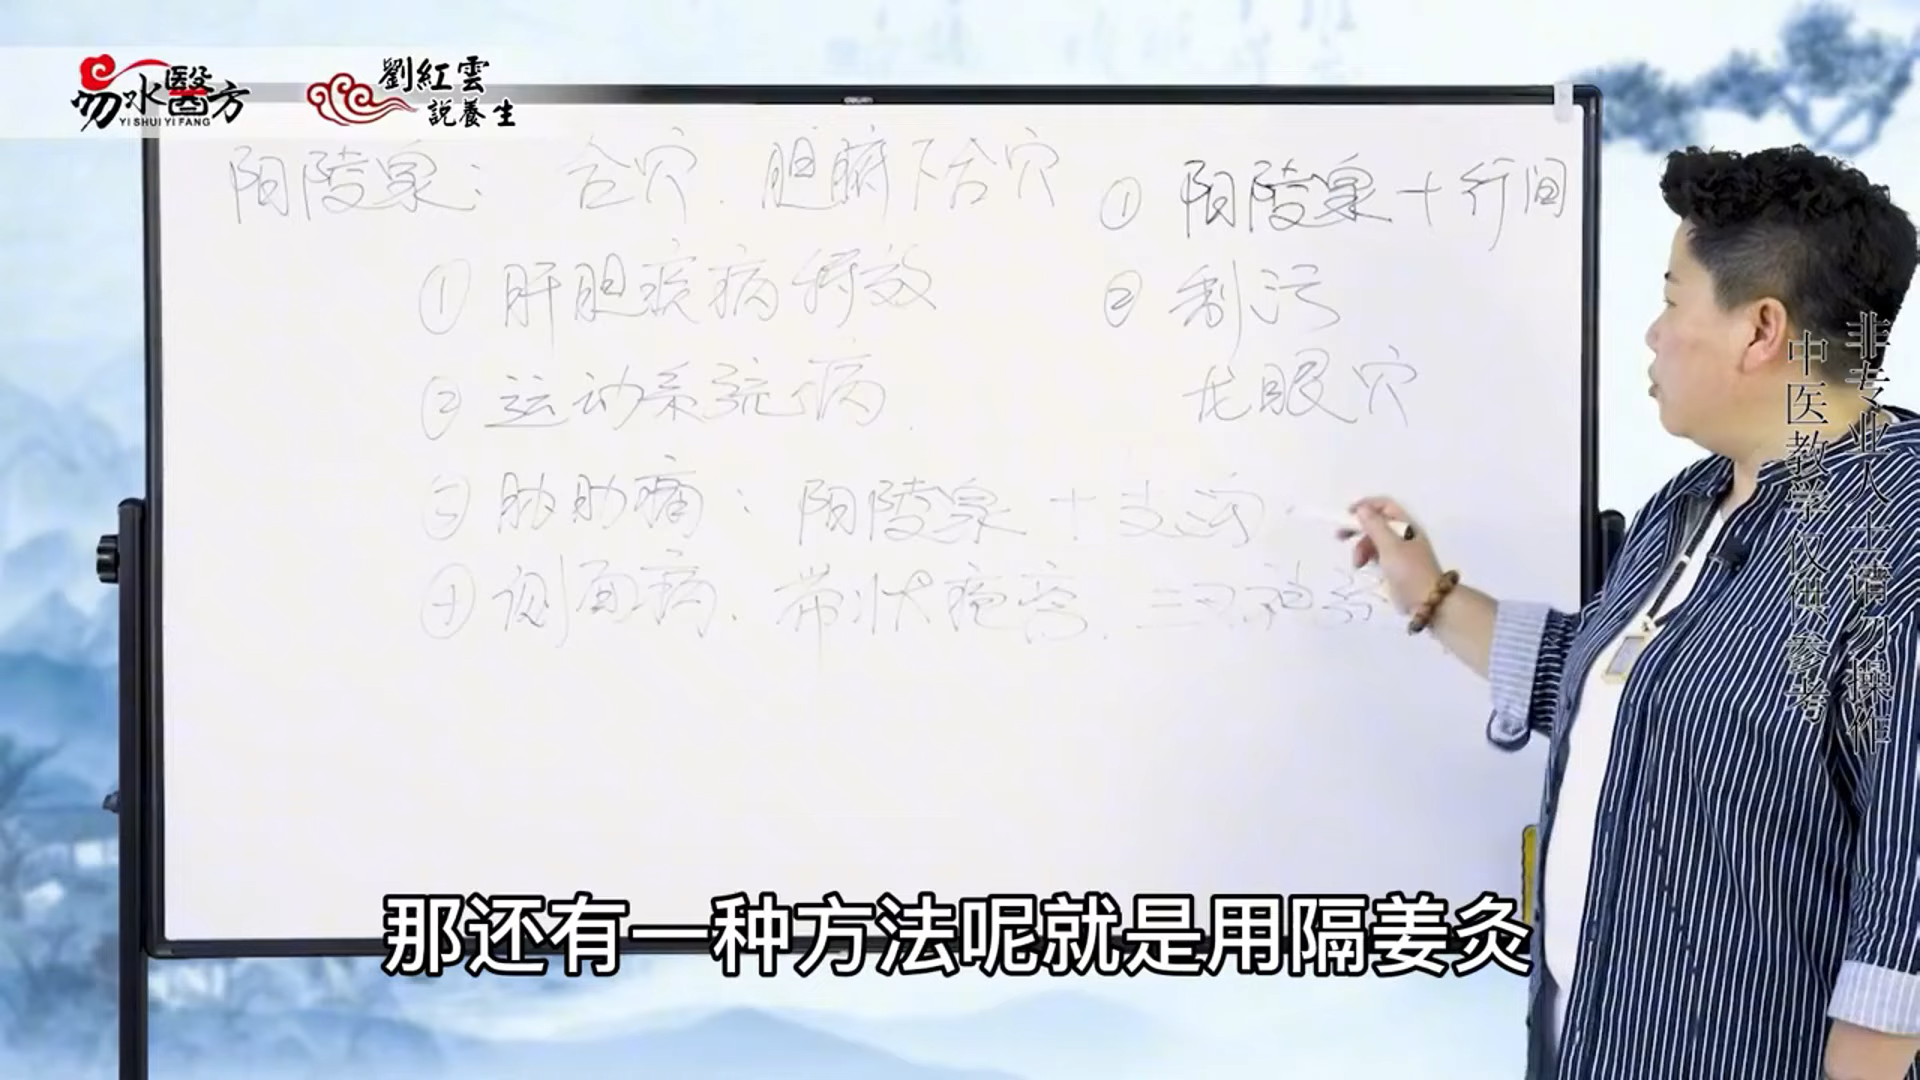 易水醫方
YI SHUI YI FANG
劉紅雲
說養生
阳陵泉：合穴．胆腑下合穴
① 肝胆疾病特效
② 运动系统病．
③ 胁肋痛：阳陵泉＋支沟．
④ 侧面病．带状疱疹．三叉神
① 阳陵泉＋行间
② 刺污
龙眼穴
非专业人士请勿操作
中医教学仅供参考
那还有一种方法呢就是用隔姜灸